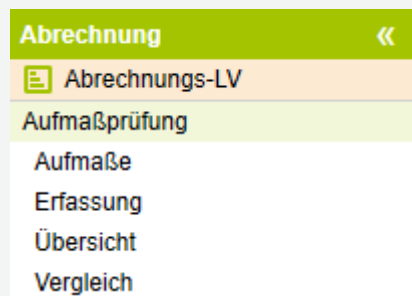 Abrechnung «
Abrechnungs-LV
Aufmaßprüfung
Aufmaße
Erfassung
Übersicht
Vergleich